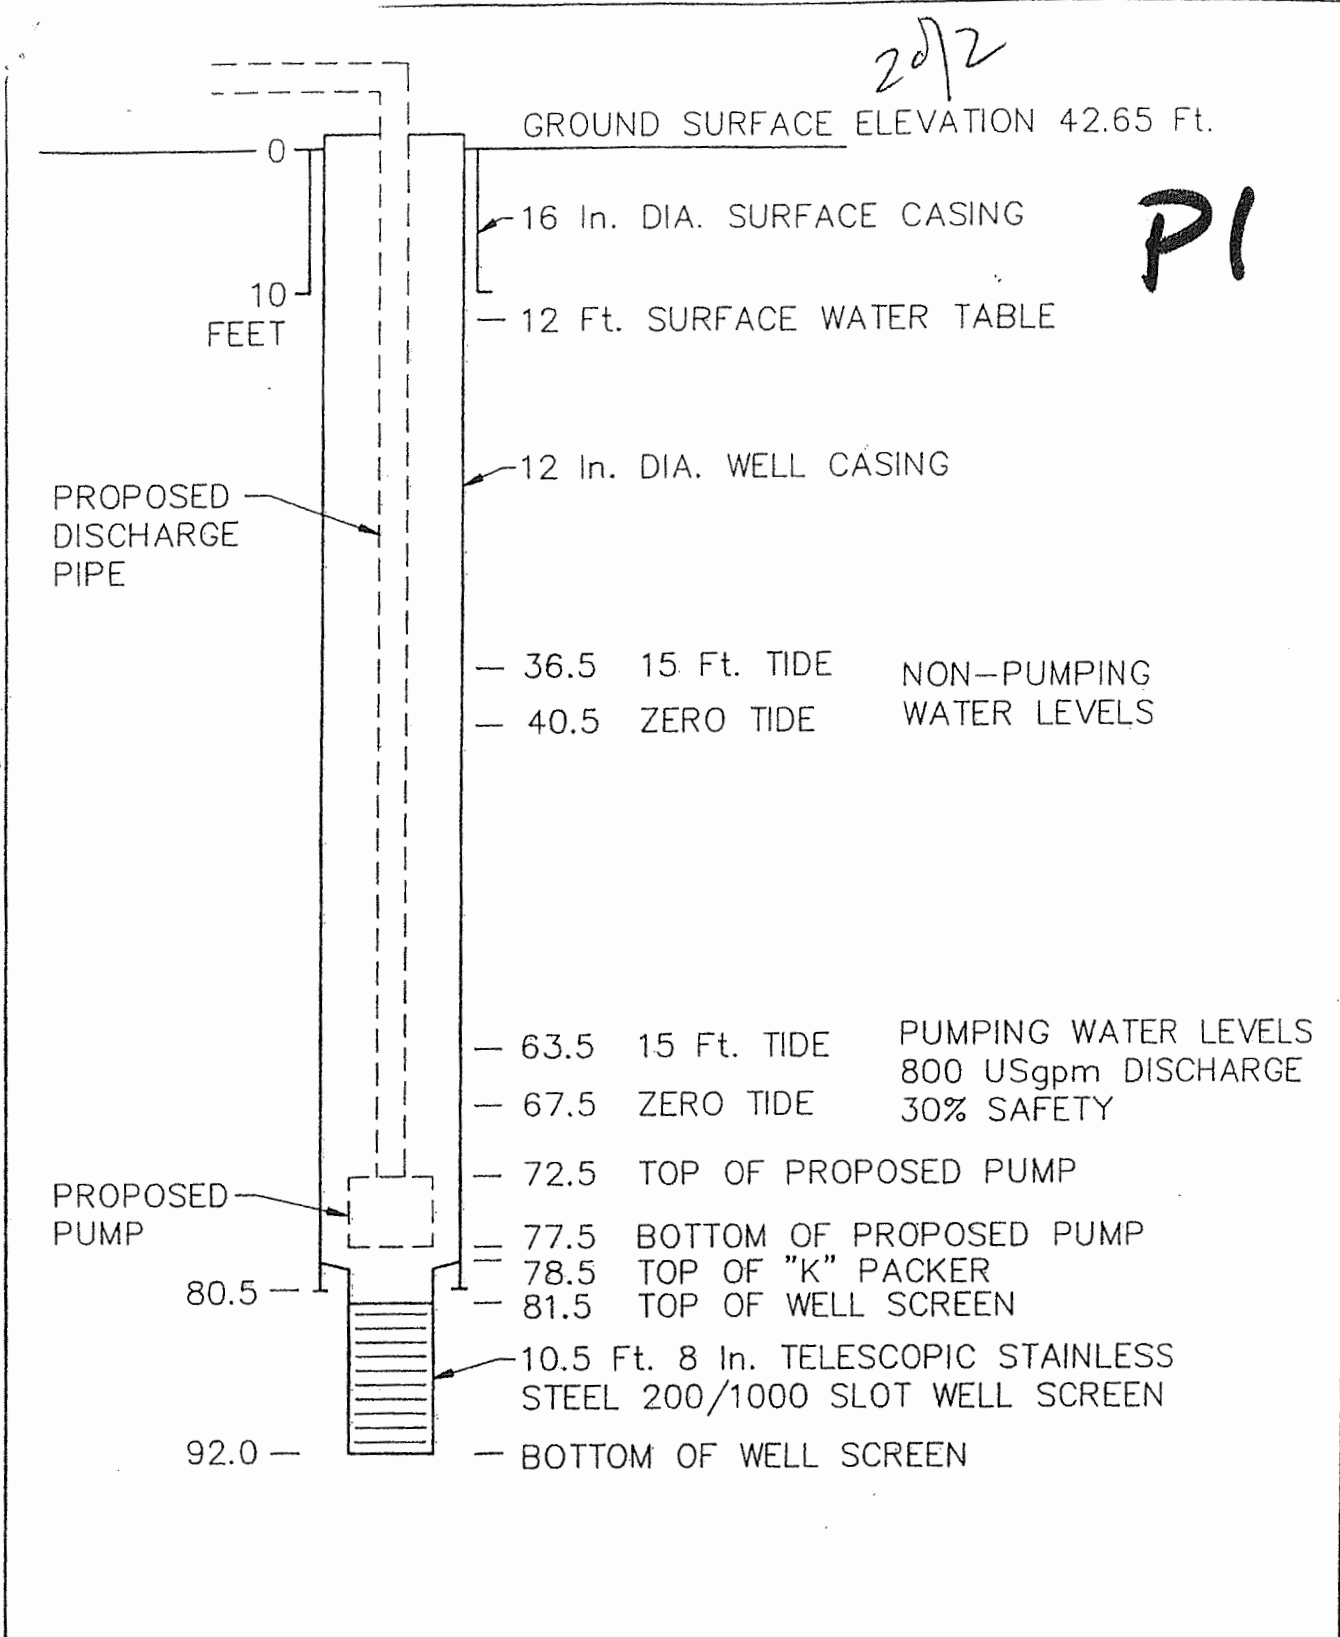 2 of 2
GROUND SURFACE ELEVATION 42.65 Ft.
0
P1
16 In. DIA. SURFACE CASING
10
FEET
12 Ft. SURFACE WATER TABLE
12 In. DIA. WELL CASING
PROPOSED
DISCHARGE
PIPE
36.5 15 Ft. TIDE
40.5 ZERO TIDE
NON-PUMPING
WATER LEVELS
63.5 15 Ft. TIDE
67.5 ZERO TIDE
PUMPING WATER LEVELS
800 USgpm DISCHARGE
30% SAFETY
72.5 TOP OF PROPOSED PUMP
PROPOSED
PUMP
77.5 BOTTOM OF PROPOSED PUMP
78.5 TOP OF "K" PACKER
80.5
81.5 TOP OF WELL SCREEN
10.5 Ft. 8 In. TELESCOPIC STAINLESS
STEEL 200/1000 SLOT WELL SCREEN
92.0
BOTTOM OF WELL SCREEN